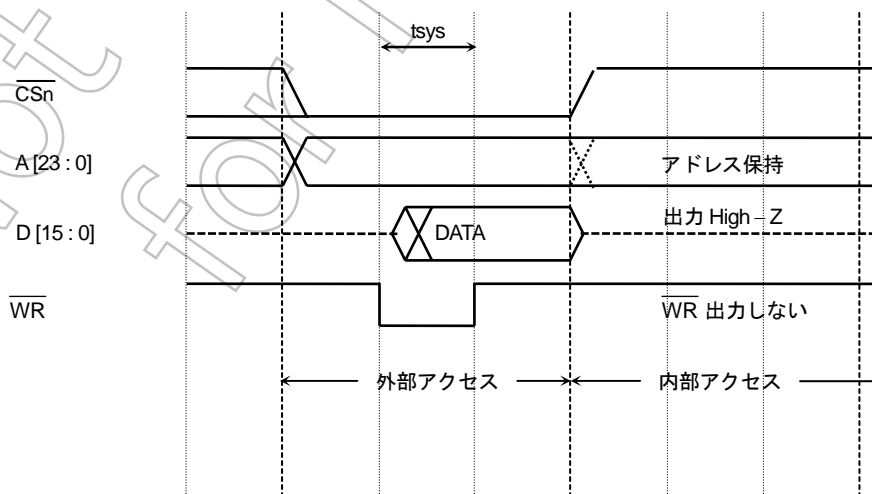 tsys
CSn
A [23 : 0]
アドレス保持
D [15 : 0]
DATA
出力 High – Z
WR
WR 出力しない
外部アクセス
内部アクセス
for